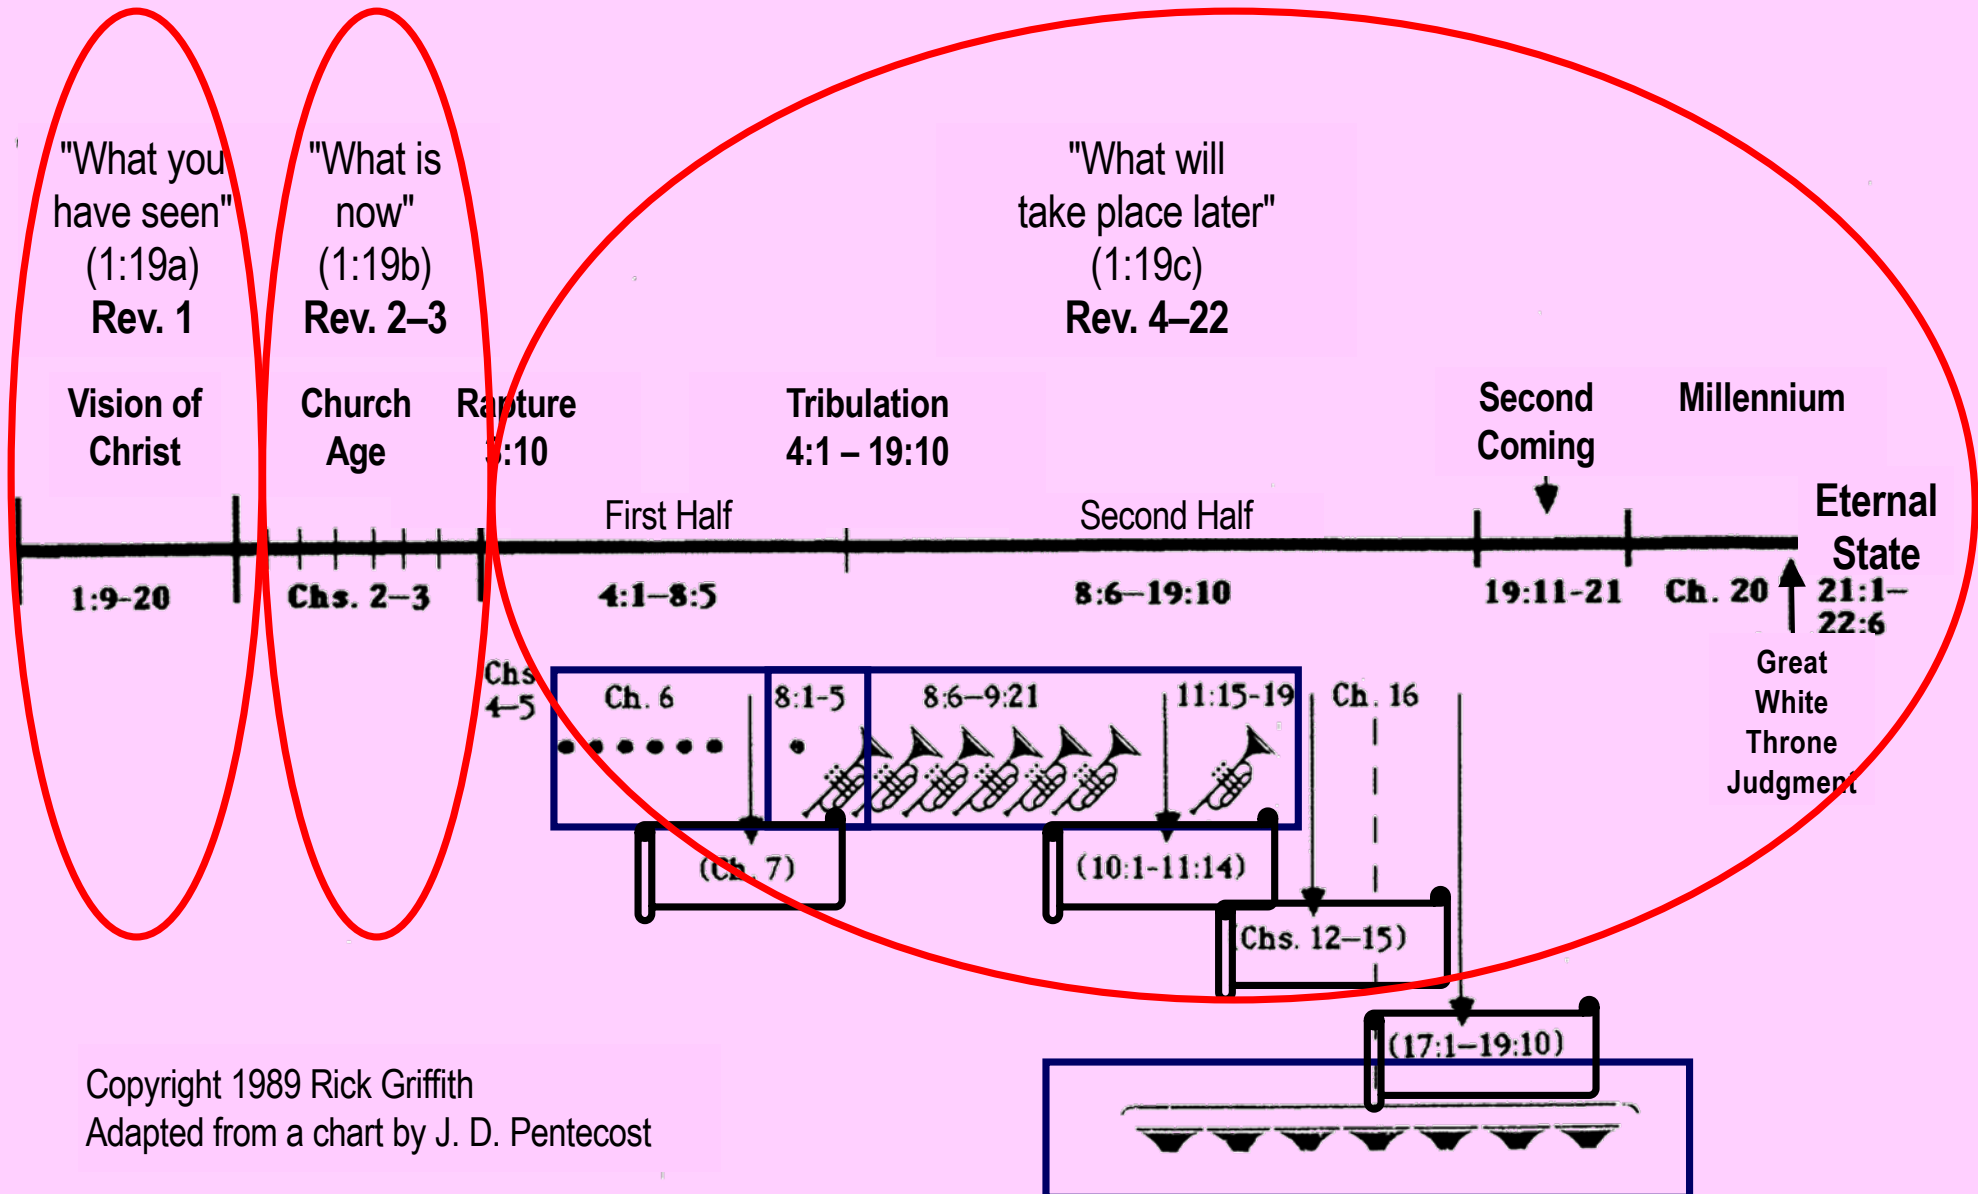 "What you
have seen"
(1:19a)
Rev. 1
"What is
now"
(1:19b)
Rev. 2–3
"What will
take place later"
(1:19c)
Rev. 4–22
Vision of
Christ
Church
Age
Rapture
3:10
Tribulation
4:1 – 19:10
Second
Coming
Millennium
First Half
Second Half
Eternal
State
1:9-20
Chs. 2–3
4:1–8:5
8:6–19:10
19:11-21
Ch. 20
21:1–
22:6
Great
White
Throne
Judgment
Chs
4–5
Ch. 6
8:1-5
8:6–9:21
11:15-19
Ch. 16
(Ch. 7)
(10:1-11:14)
(Chs. 12–15)
(17:1–19:10)
Copyright 1989 Rick Griffith
Adapted from a chart by J. D. Pentecost